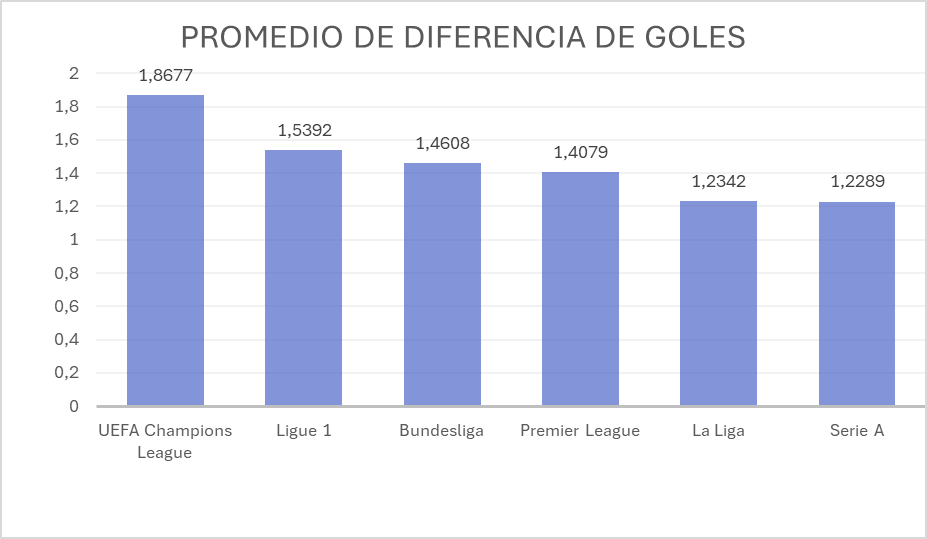 PROMEDIO DE DIFERENCIA DE GOLES
2
1,8
1,6
1,4
1,2
1
0,8
0,6
0,4
0,2
0
1,8677
1,5392
1,4608
1,4079
1,2342
1,2289
UEFA Champions
League
Ligue 1
Bundesliga
Premier League
La Liga
Serie A